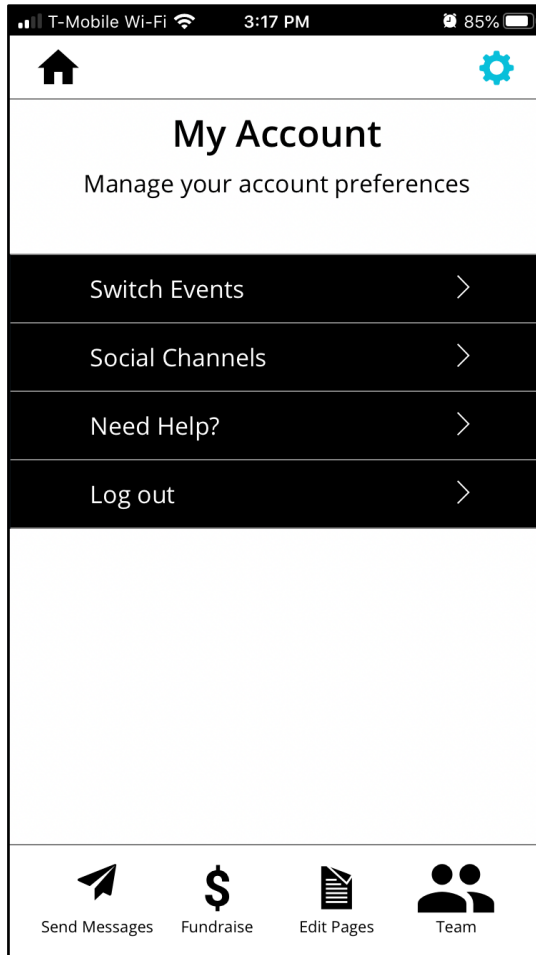 T-Mobile Wi-Fi 3:17 PM 85%
My Account
Manage your account preferences
Switch Events
Social Channels
Need Help?
Log out
Send Messages Fundraise Edit Pages Team